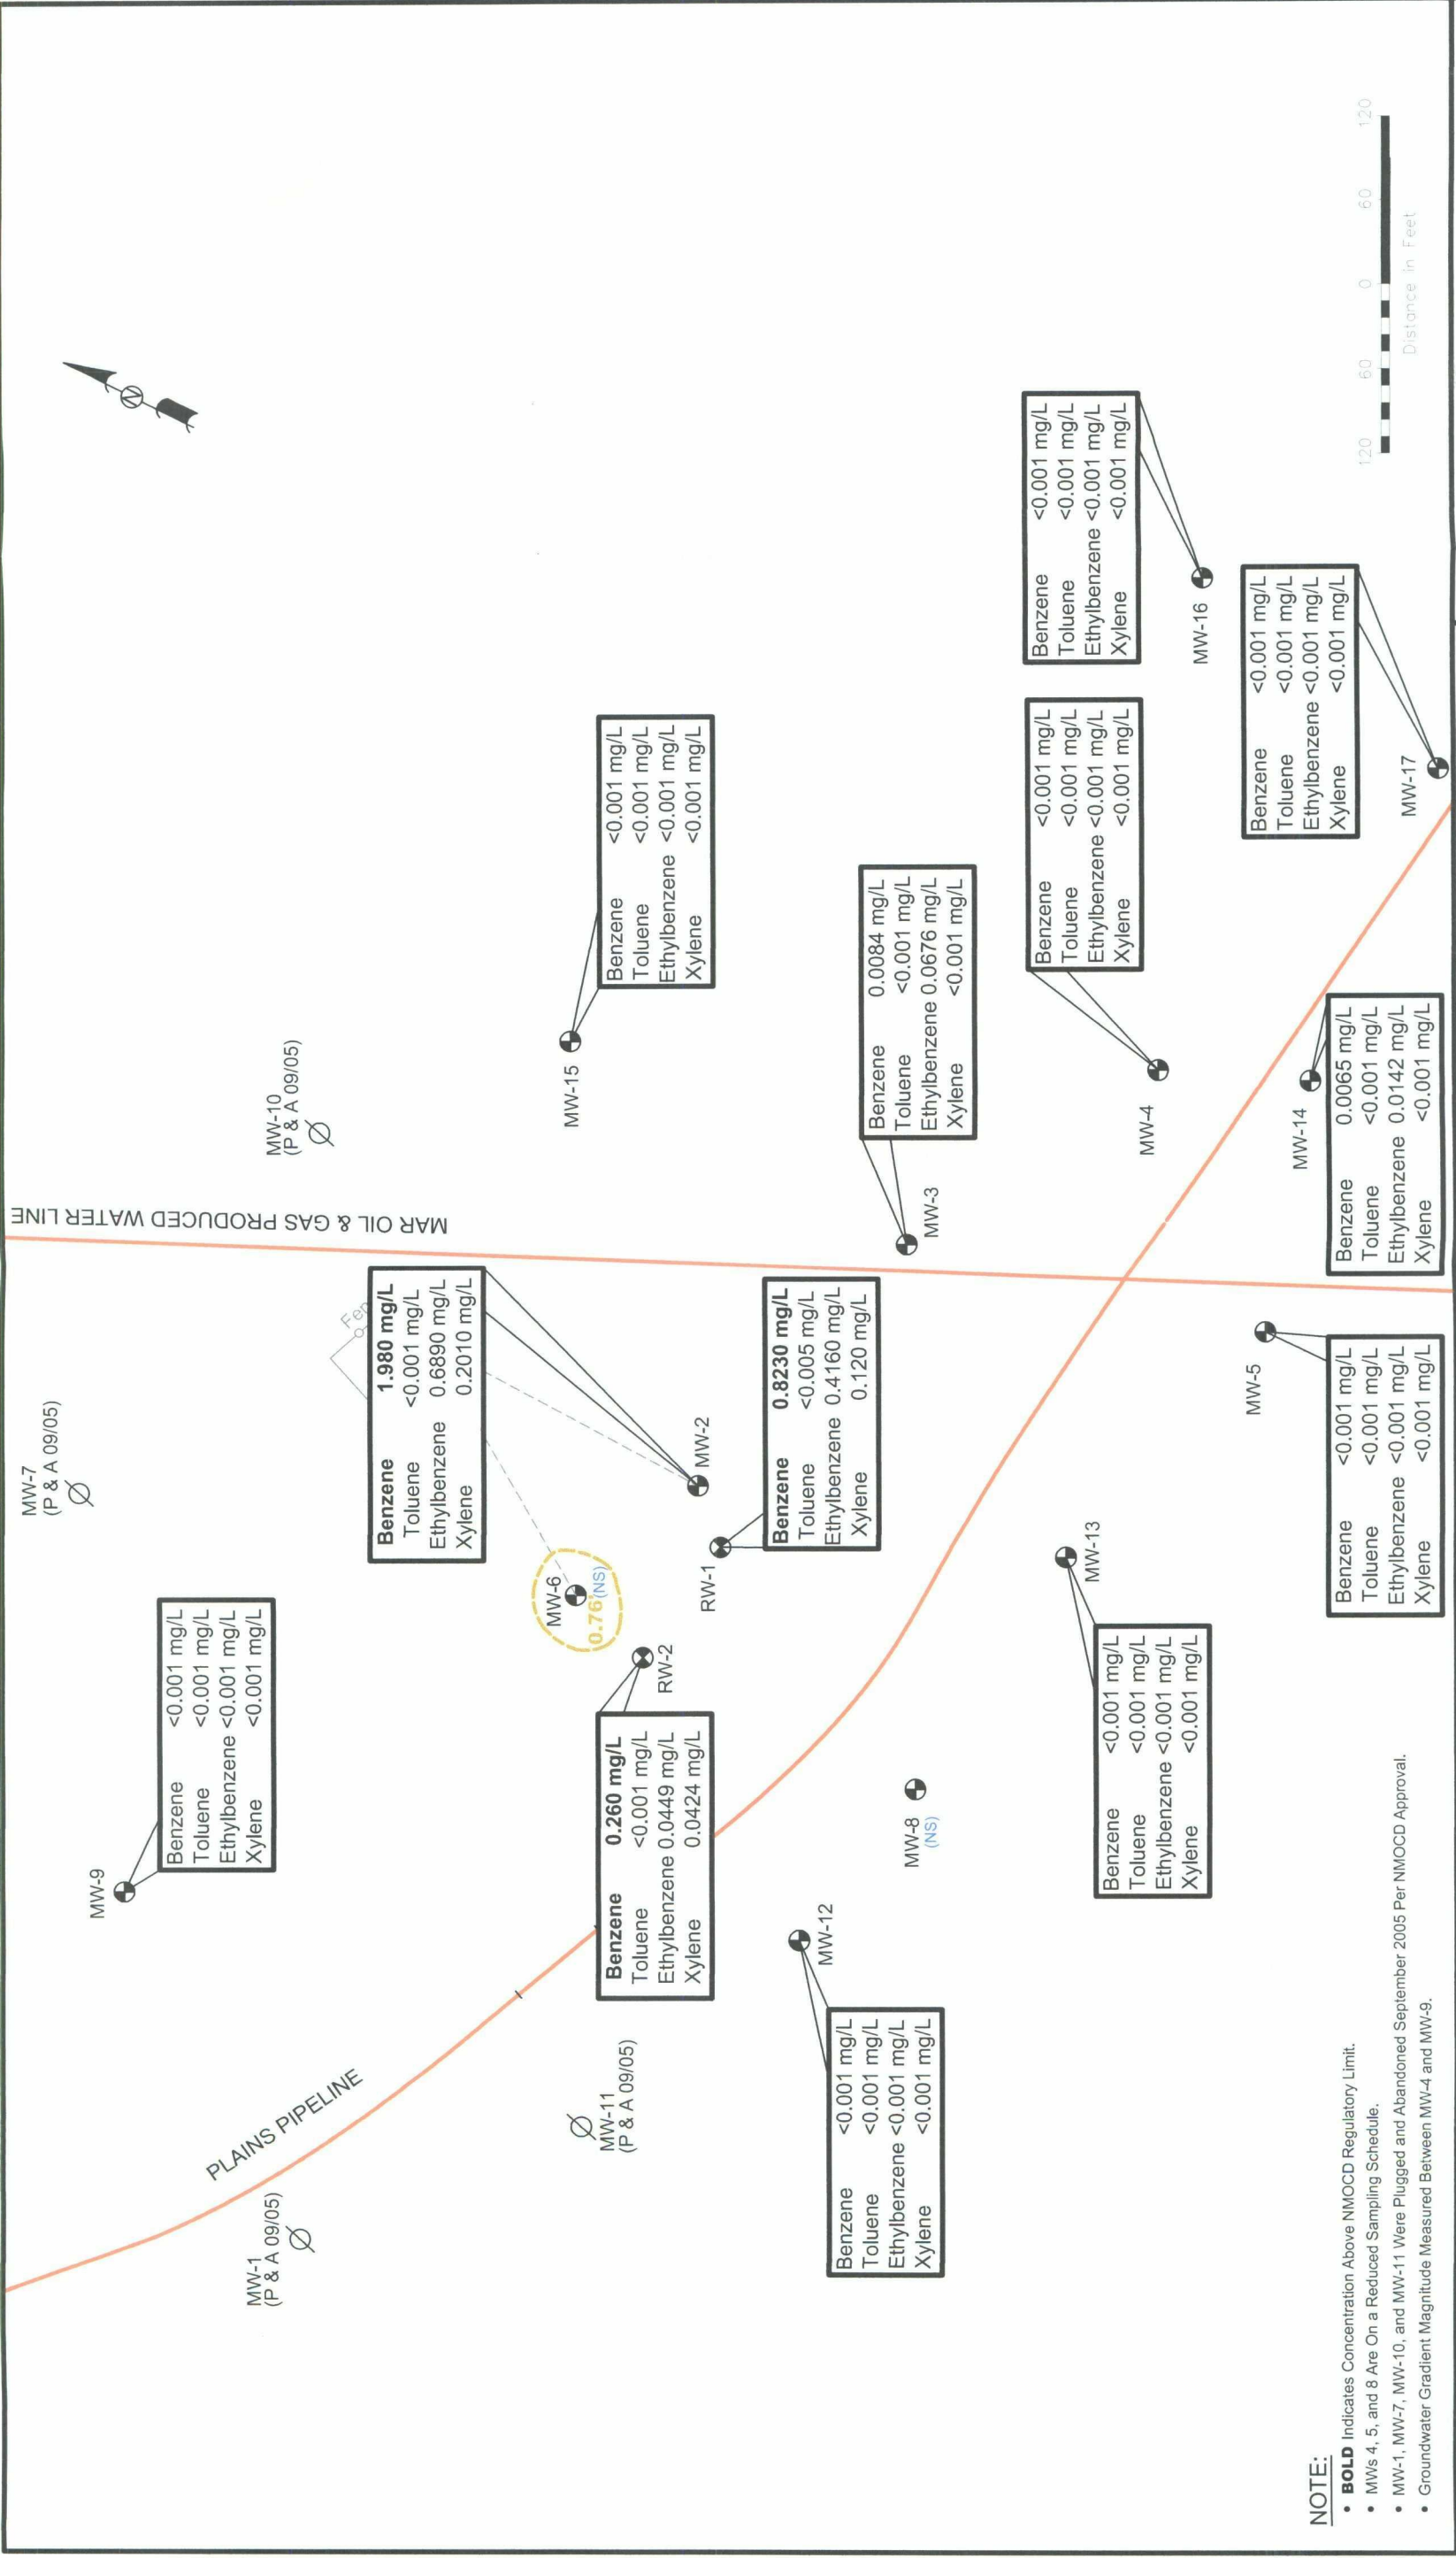 MW-1
(P & A 09/05)
PLAINS PIPELINE
MW-9
Benzene <0.001 mg/L
Toluene <0.001 mg/L
Ethylbenzene <0.001 mg/L
Xylene <0.001 mg/L
MW-7
(P & A 09/05)
MAR OIL & GAS PRODUCED WATER LINE
MW-10
(P & A 09/05)
N
Benzene 1.980 mg/L
Toluene <0.001 mg/L
Ethylbenzene 0.6890 mg/L
Xylene 0.2010 mg/L
MW-11
(P & A 09/05)
Benzene 0.260 mg/L
Toluene <0.001 mg/L
Ethylbenzene 0.0449 mg/L
Xylene 0.0424 mg/L
RW-2
MW-6
0.76' (NS)
MW-2
RW-1
Benzene 0.8230 mg/L
Toluene <0.005 mg/L
Ethylbenzene 0.4160 mg/L
Xylene 0.120 mg/L
MW-15
Benzene <0.001 mg/L
Toluene <0.001 mg/L
Ethylbenzene <0.001 mg/L
Xylene <0.001 mg/L
MW-12
Benzene <0.001 mg/L
Toluene <0.001 mg/L
Ethylbenzene <0.001 mg/L
Xylene <0.001 mg/L
MW-8
(NS)
MW-3
Benzene 0.0084 mg/L
Toluene <0.001 mg/L
Ethylbenzene 0.0676 mg/L
Xylene <0.001 mg/L
MW-13
Benzene <0.001 mg/L
Toluene <0.001 mg/L
Ethylbenzene <0.001 mg/L
Xylene <0.001 mg/L
MW-4
Benzene <0.001 mg/L
Toluene <0.001 mg/L
Ethylbenzene <0.001 mg/L
Xylene <0.001 mg/L
Benzene <0.001 mg/L
Toluene <0.001 mg/L
Ethylbenzene <0.001 mg/L
Xylene <0.001 mg/L
MW-16
MW-5
Benzene <0.001 mg/L
Toluene <0.001 mg/L
Ethylbenzene <0.001 mg/L
Xylene <0.001 mg/L
MW-14
Benzene 0.0065 mg/L
Toluene <0.001 mg/L
Ethylbenzene 0.0142 mg/L
Xylene <0.001 mg/L
Benzene <0.001 mg/L
Toluene <0.001 mg/L
Ethylbenzene <0.001 mg/L
Xylene <0.001 mg/L
MW-17
120 60 0 60 120
Distance in Feet
NOTE:
• BOLD Indicates Concentration Above NMOCD Regulatory Limit.
• MWs 4, 5, and 8 Are On a Reduced Sampling Schedule.
• MW-1, MW-7, MW-10, and MW-11 Were Plugged and Abandoned September 2005 Per NMOCD Approval.
• Groundwater Gradient Magnitude Measured Between MW-4 and MW-9.